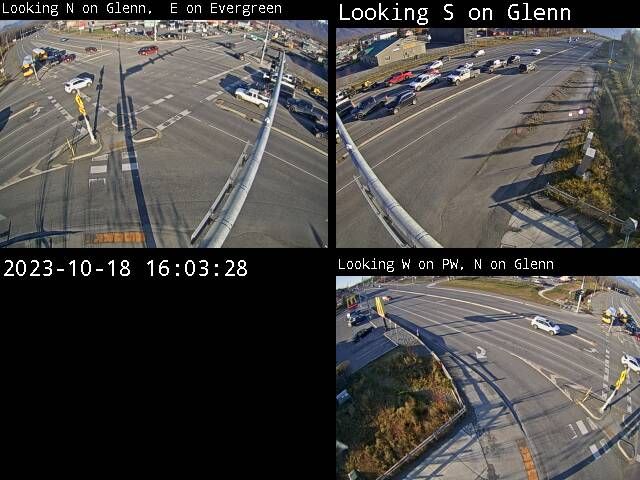 Looking N on Glenn,  E on Evergreen
Looking S on Glenn
2023-10-18 16:03:28
Looking W on PW, N on Glenn